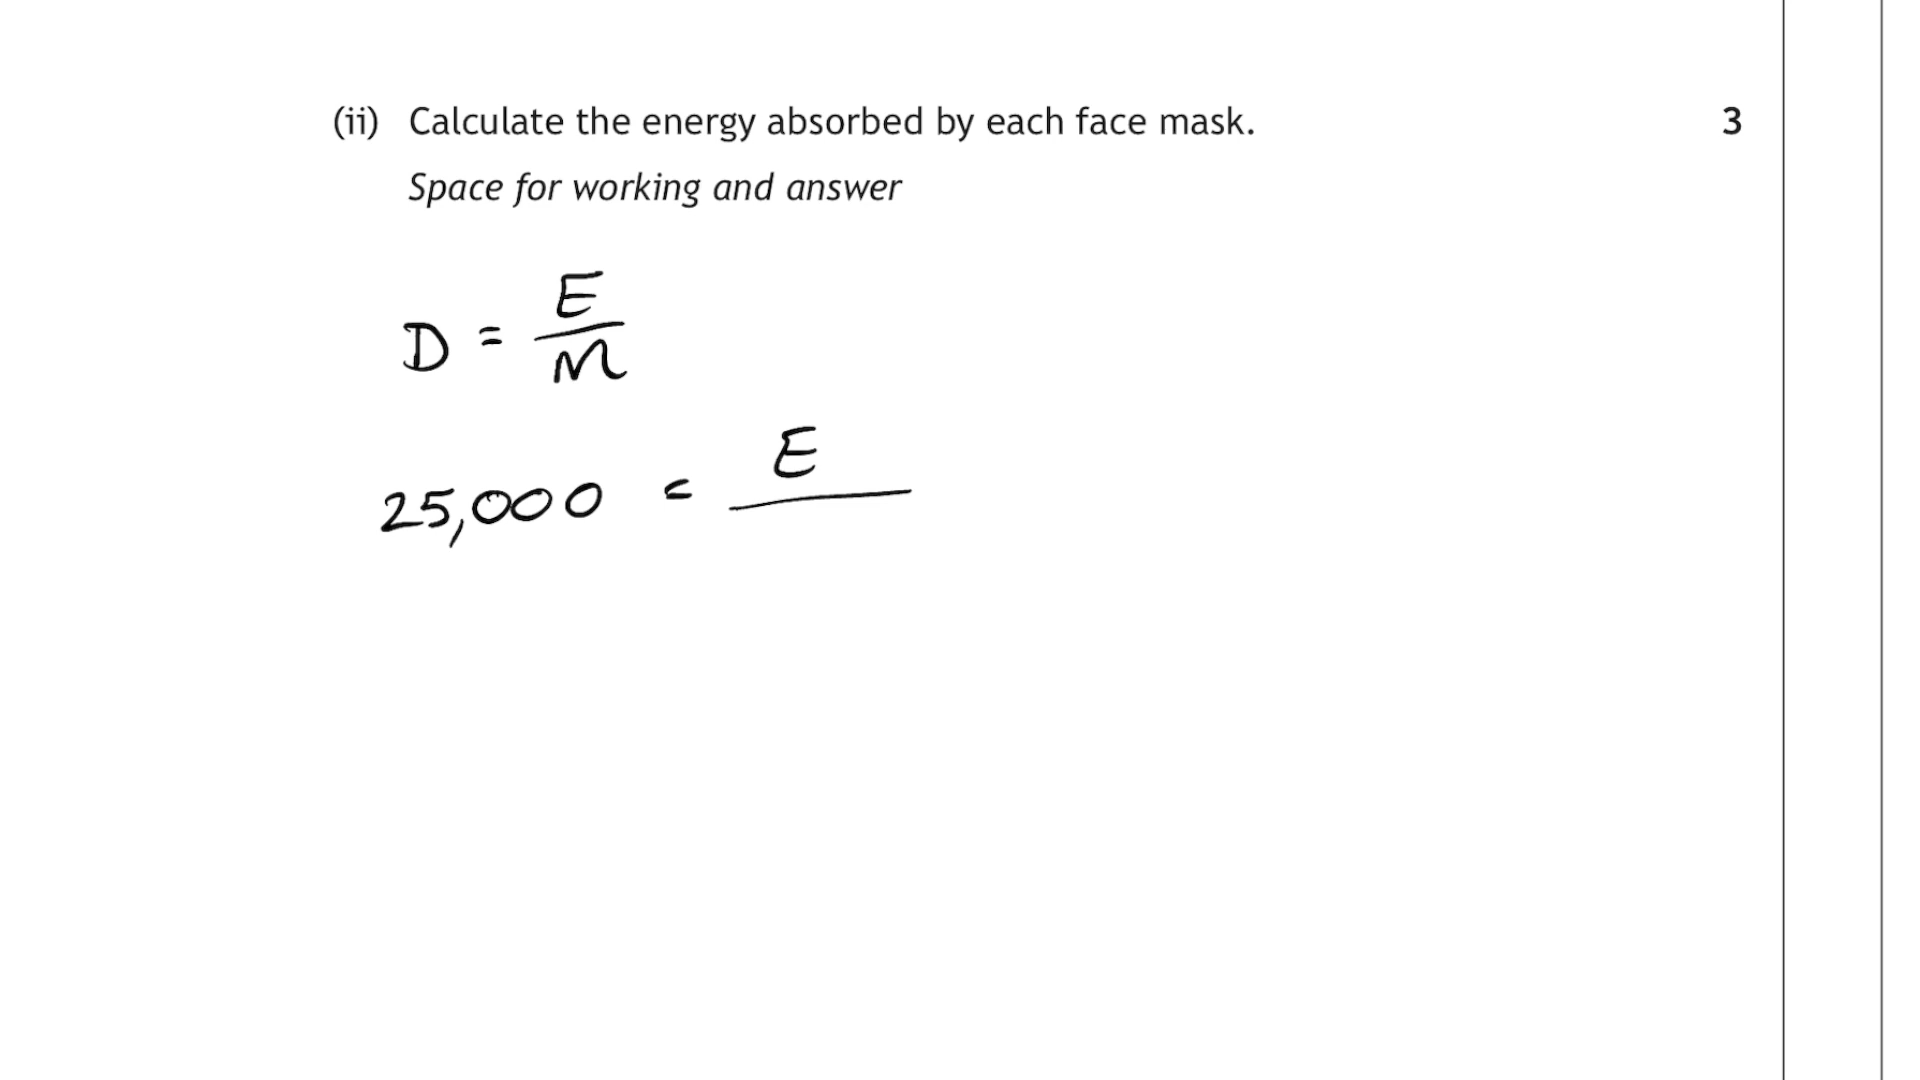 (ii) Calculate the energy absorbed by each face mask. 3
Space for working and answer
D = E/M
25,000 = E